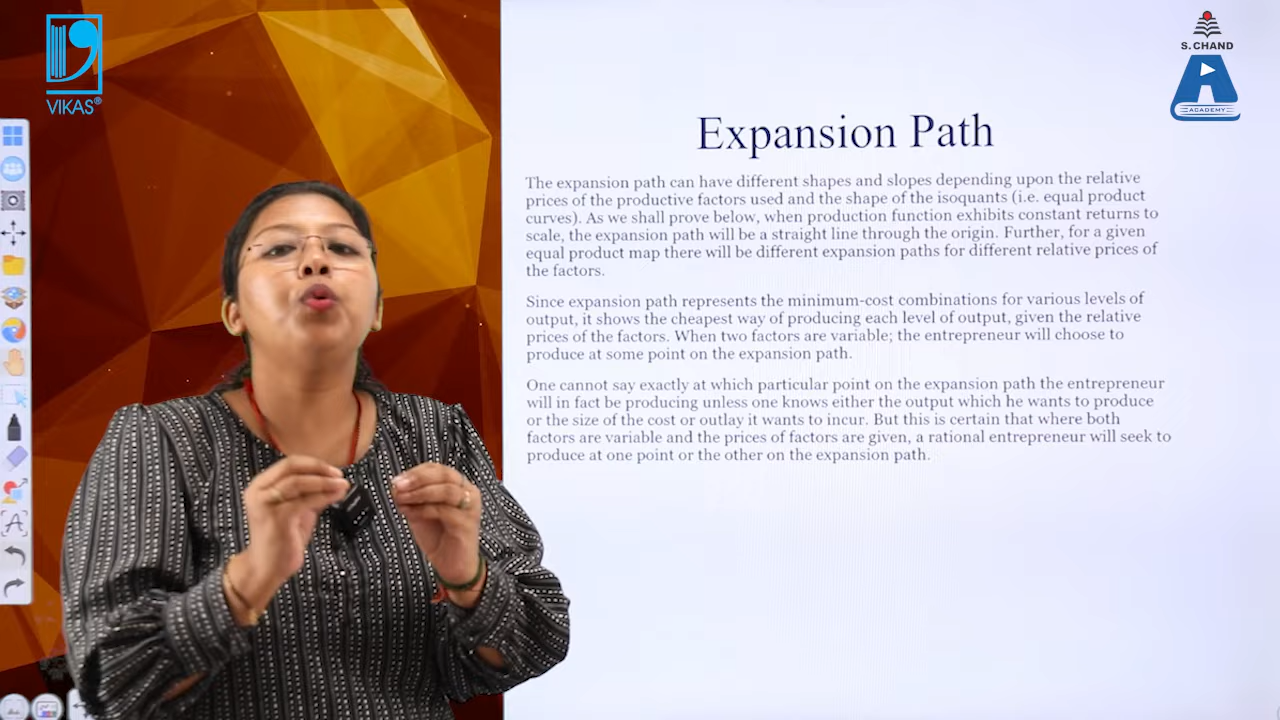 VIKAS®
S. CHAND
ACADEMY
Expansion Path
The expansion path can have different shapes and slopes depending upon the relative
prices of the productive factors used and the shape of the isoquants (i.e. equal product
curves). As we shall prove below, when production function exhibits constant returns to
scale, the expansion path will be a straight line through the origin. Further, for a given
equal product map there will be different expansion paths for different relative prices of
the factors.
Since expansion path represents the minimum-cost combinations for various levels of
output, it shows the cheapest way of producing each level of output, given the relative
prices of the factors. When two factors are variable; the entrepreneur will choose to
produce at some point on the expansion path.
One cannot say exactly at which particular point on the expansion path the entrepreneur
will in fact be producing unless one knows either the output which he wants to produce
or the size of the cost or outlay it wants to incur. But this is certain that where both
factors are variable and the prices of factors are given, a rational entrepreneur will seek to
produce at one point or the other on the expansion path.